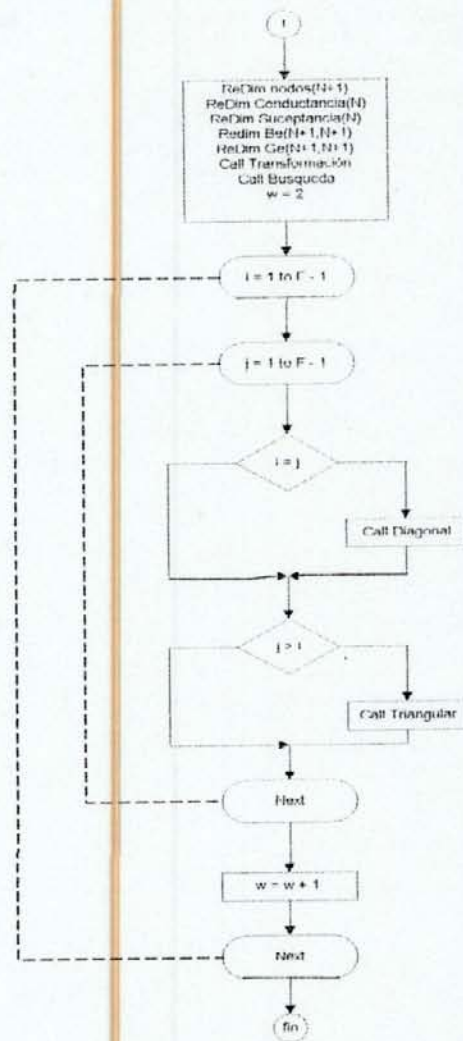 1
ReDim nodos(N+1)
ReDim Conductancia(N)
ReDim Suceptancia(N)
Redim Be(N+1,N+1)
ReDim Ge(N+1,N+1)
Call Transformación
Call Busqueda
w = 2
i = 1 to F - 1
j = 1 to F - 1
i = j
Call Diagonal
j > i
Call Triangular
Next
w = w + 1
Next
fin